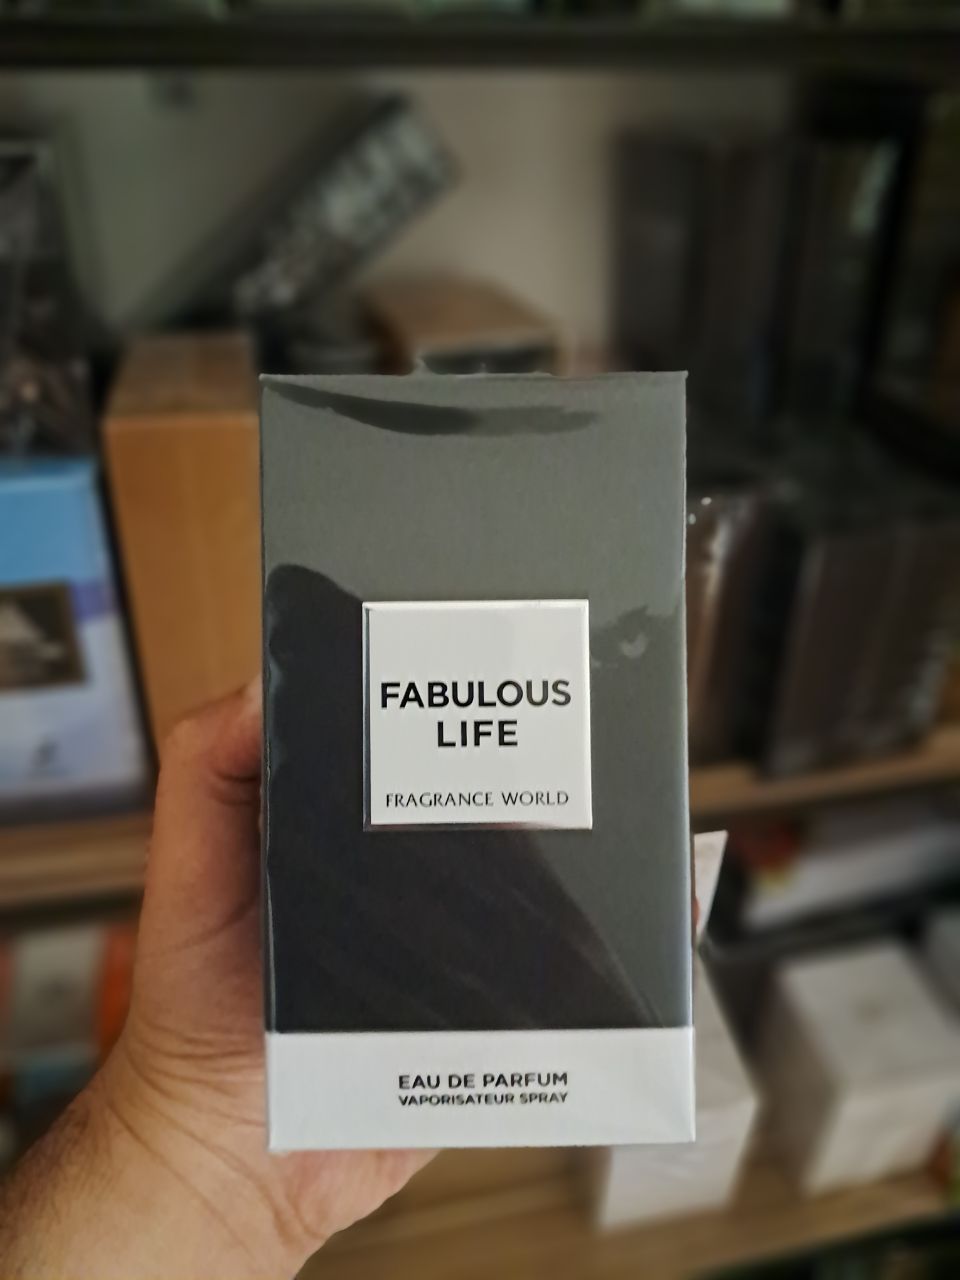 FABULOUS
LIFE
FRAGRANCE WORLD
EAU DE PARFUM
VAPORISATEUR SPRAY